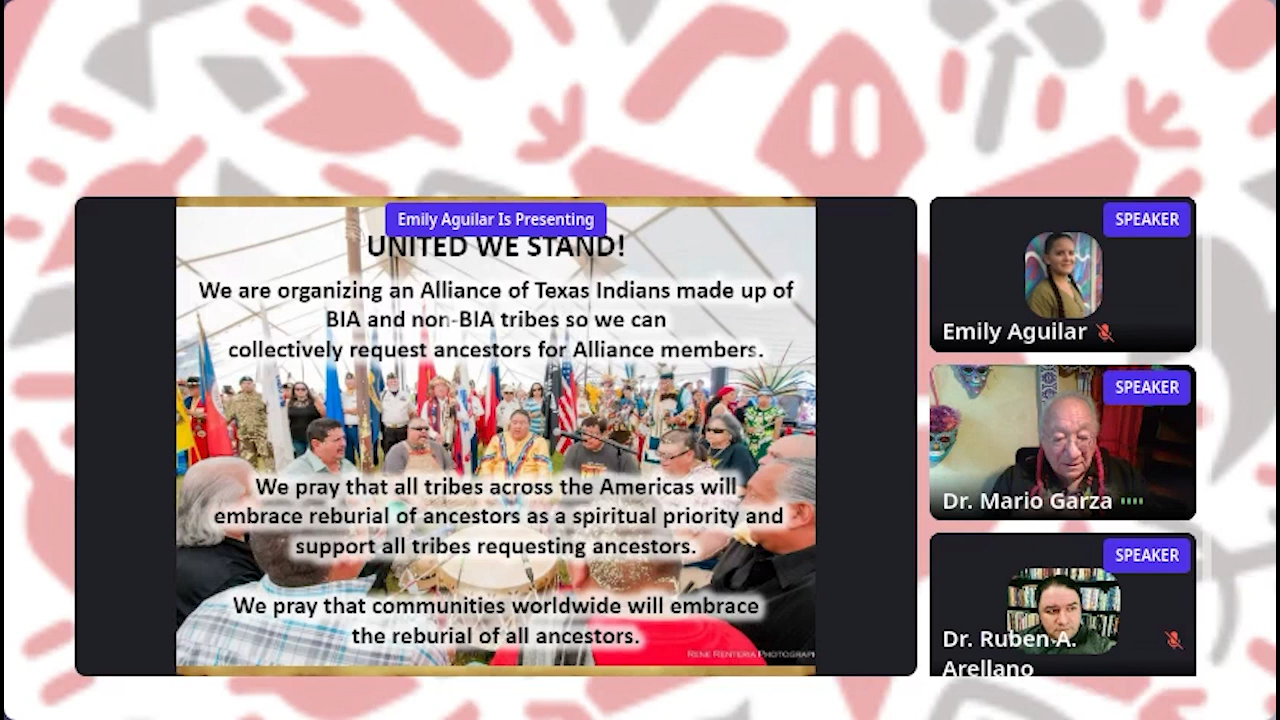 Emily Aguilar Is Presenting
UNITED WE STAND!
We are organizing an Alliance of Texas Indians made up of
BIA and non-BIA tribes so we can
collectively request ancestors for Alliance members.
We pray that all tribes across the Americas will
embrace reburial of ancestors as a spiritual priority and
support all tribes requesting ancestors.
We pray that communities worldwide will embrace
the reburial of all ancestors.
RENE RENTERIA PHOTOGRAPH
SPEAKER
Emily Aguilar
SPEAKER
Dr. Mario Garza
SPEAKER
Dr. Ruben A.
Arellano